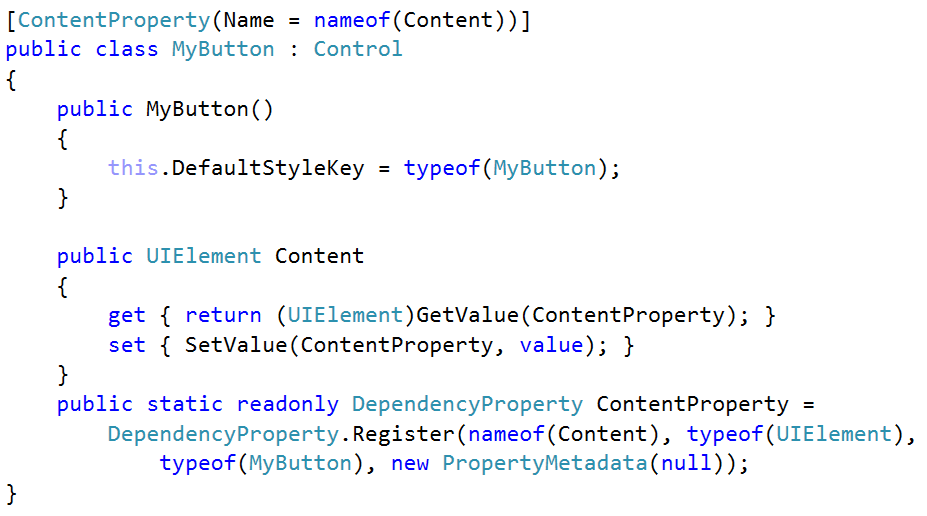 [ContentProperty(Name = nameof(Content))]
public class MyButton : Control
{
    public MyButton()
    {
        this.DefaultStyleKey = typeof(MyButton);
    }

    public UIElement Content
    {
        get { return (UIElement)GetValue(ContentProperty); }
        set { SetValue(ContentProperty, value); }
    }
    public static readonly DependencyProperty ContentProperty =
        DependencyProperty.Register(nameof(Content), typeof(UIElement),
            typeof(MyButton), new PropertyMetadata(null));
}